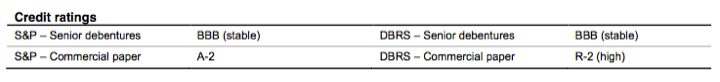 Credit ratings
S&P – Senior debentures BBB (stable) DBRS – Senior debentures BBB (stable)
S&P – Commercial paper A-2 DBRS – Commercial paper R-2 (high)